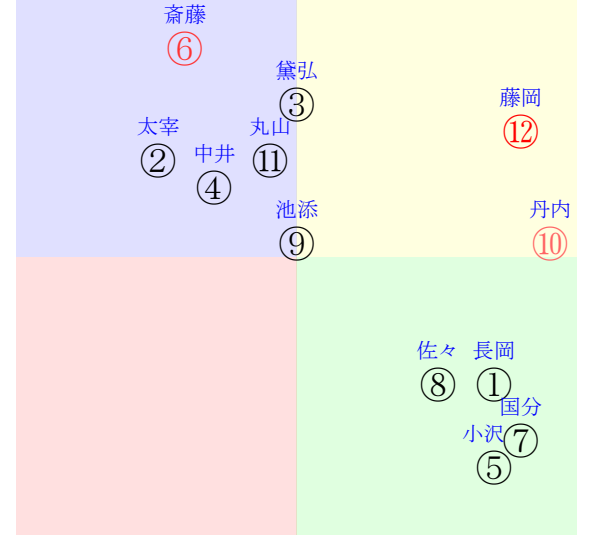 斎藤
⑥
黛弘
③
藤岡
⑫
太宰
②
丸山
⑪
中井
④
池添
⑨
丹内
⑩
佐々
⑧
長岡
①
国分
⑦
小沢
⑤